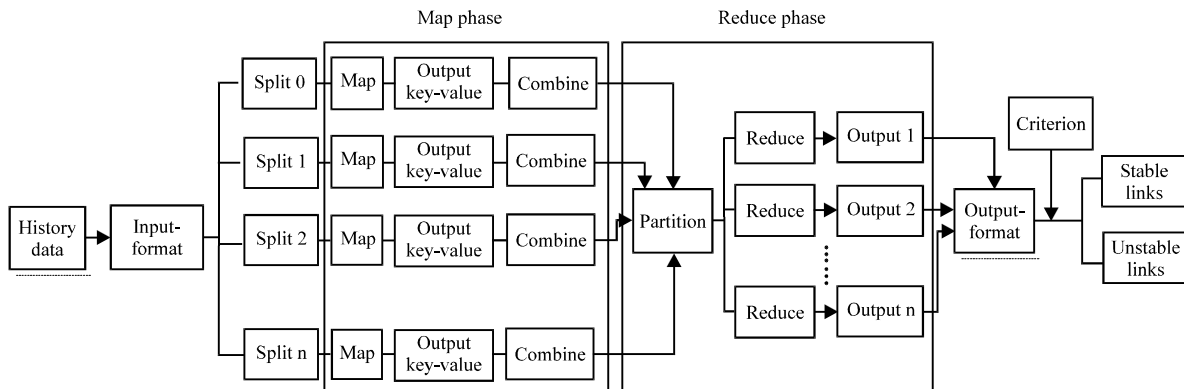 Map phase
Reduce phase
Split 0
Map
Output
key-value
Combine
Split 1
Map
Output
key-value
Combine
Split 2
Map
Output
key-value
Combine
Split n
Map
Output
key-value
Combine
History
data
Input-
format
Partition
Reduce
Output 1
Reduce
Output 2
Reduce
Output n
Criterion
Output-
format
Stable
links
Unstable
links